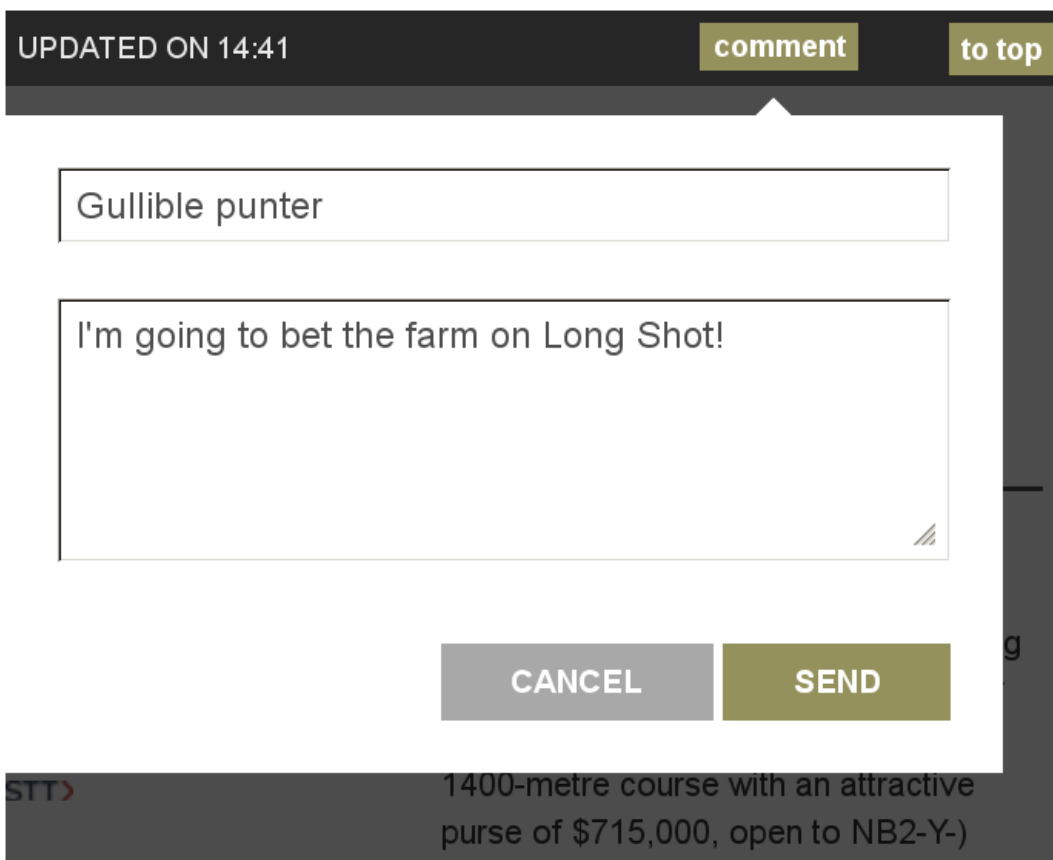 UPDATED ON 14:41
comment
to top
Gullible punter
I'm going to bet the farm on Long Shot!
g
CANCEL
SEND
STT
1400-metre course with an attractive
purse of $715,000, open to NB2-Y-)